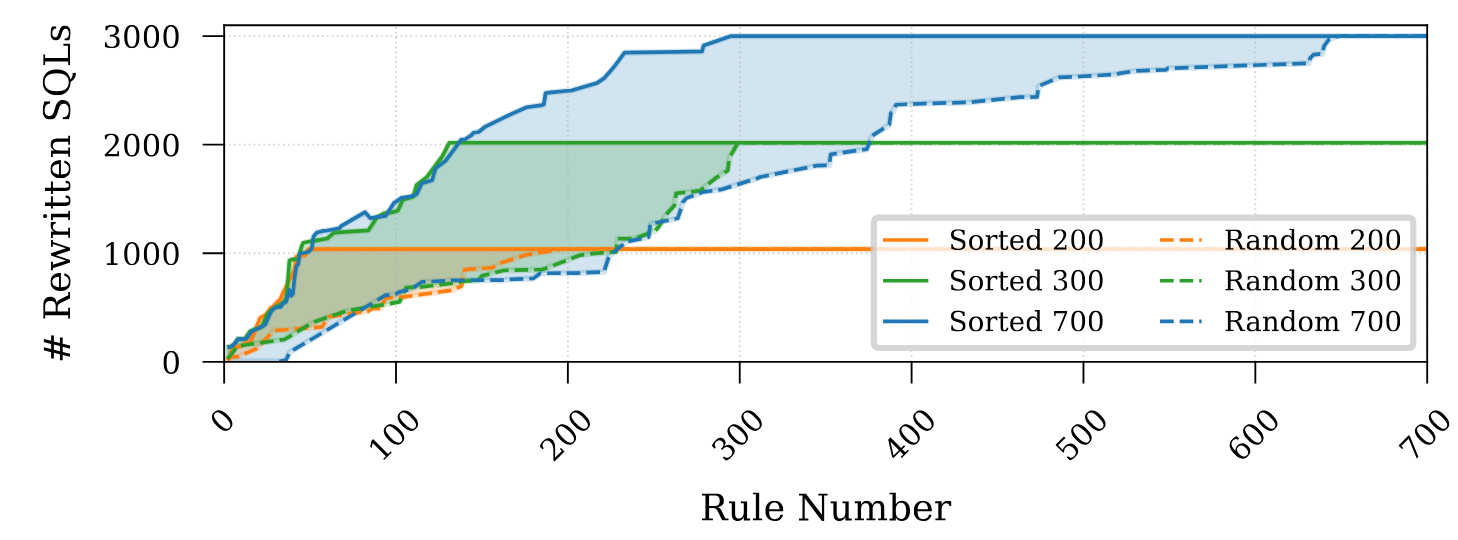 # Rewritten SQLs
3000
2000
1000
0
Sorted 200
Sorted 300
Sorted 700
Random 200
Random 300
Random 700
0
100
200
300
400
500
600
700
Rule Number